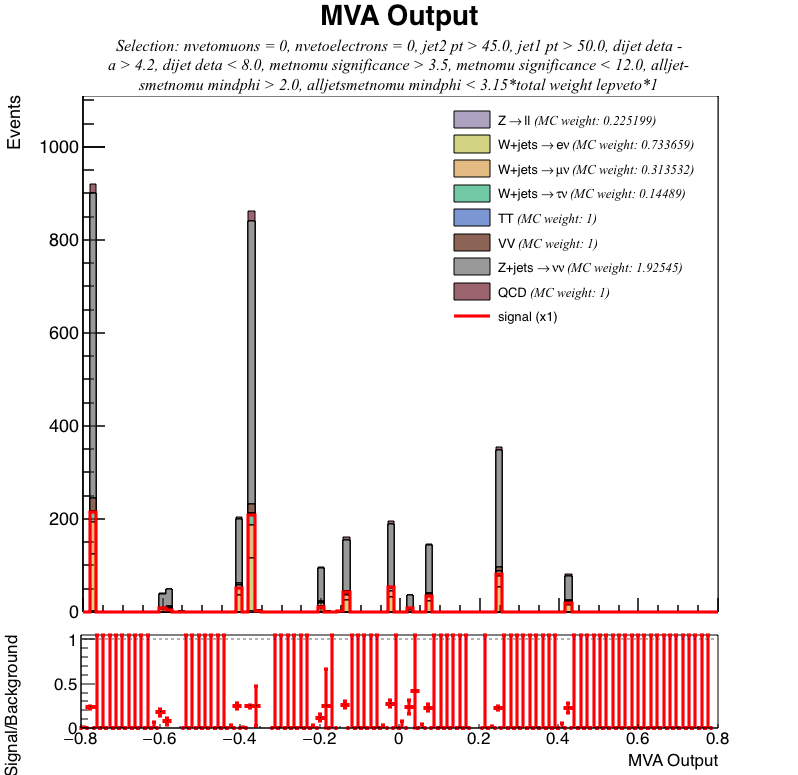 MVA Output
Selection: nvetomuons = 0, nvetoelectrons = 0, jet2 pt > 45.0, jet1 pt > 50.0, dijet deta -
a > 4.2, dijet deta < 8.0, metnomu significance > 3.5, metnomu significance < 12.0, alljet-
smetnomu mindphi > 2.0, alljetsmetnomu mindphi < 3.15*total weight lepveto*1
Events
1000
800
600
400
200
0
Z→ll (MC weight: 0.225199)
W+jets→eν (MC weight: 0.733659)
W+jets→μν (MC weight: 0.313532)
W+jets→τν (MC weight: 0.14489)
TT (MC weight: 1)
VV (MC weight: 1)
Z+jets→νν (MC weight: 1.92545)
QCD (MC weight: 1)
signal (x1)
Signal/Background
1
0.5
0
−0.8 −0.6 −0.4 −0.2 0 0.2 0.4 0.6 0.8
MVA Output